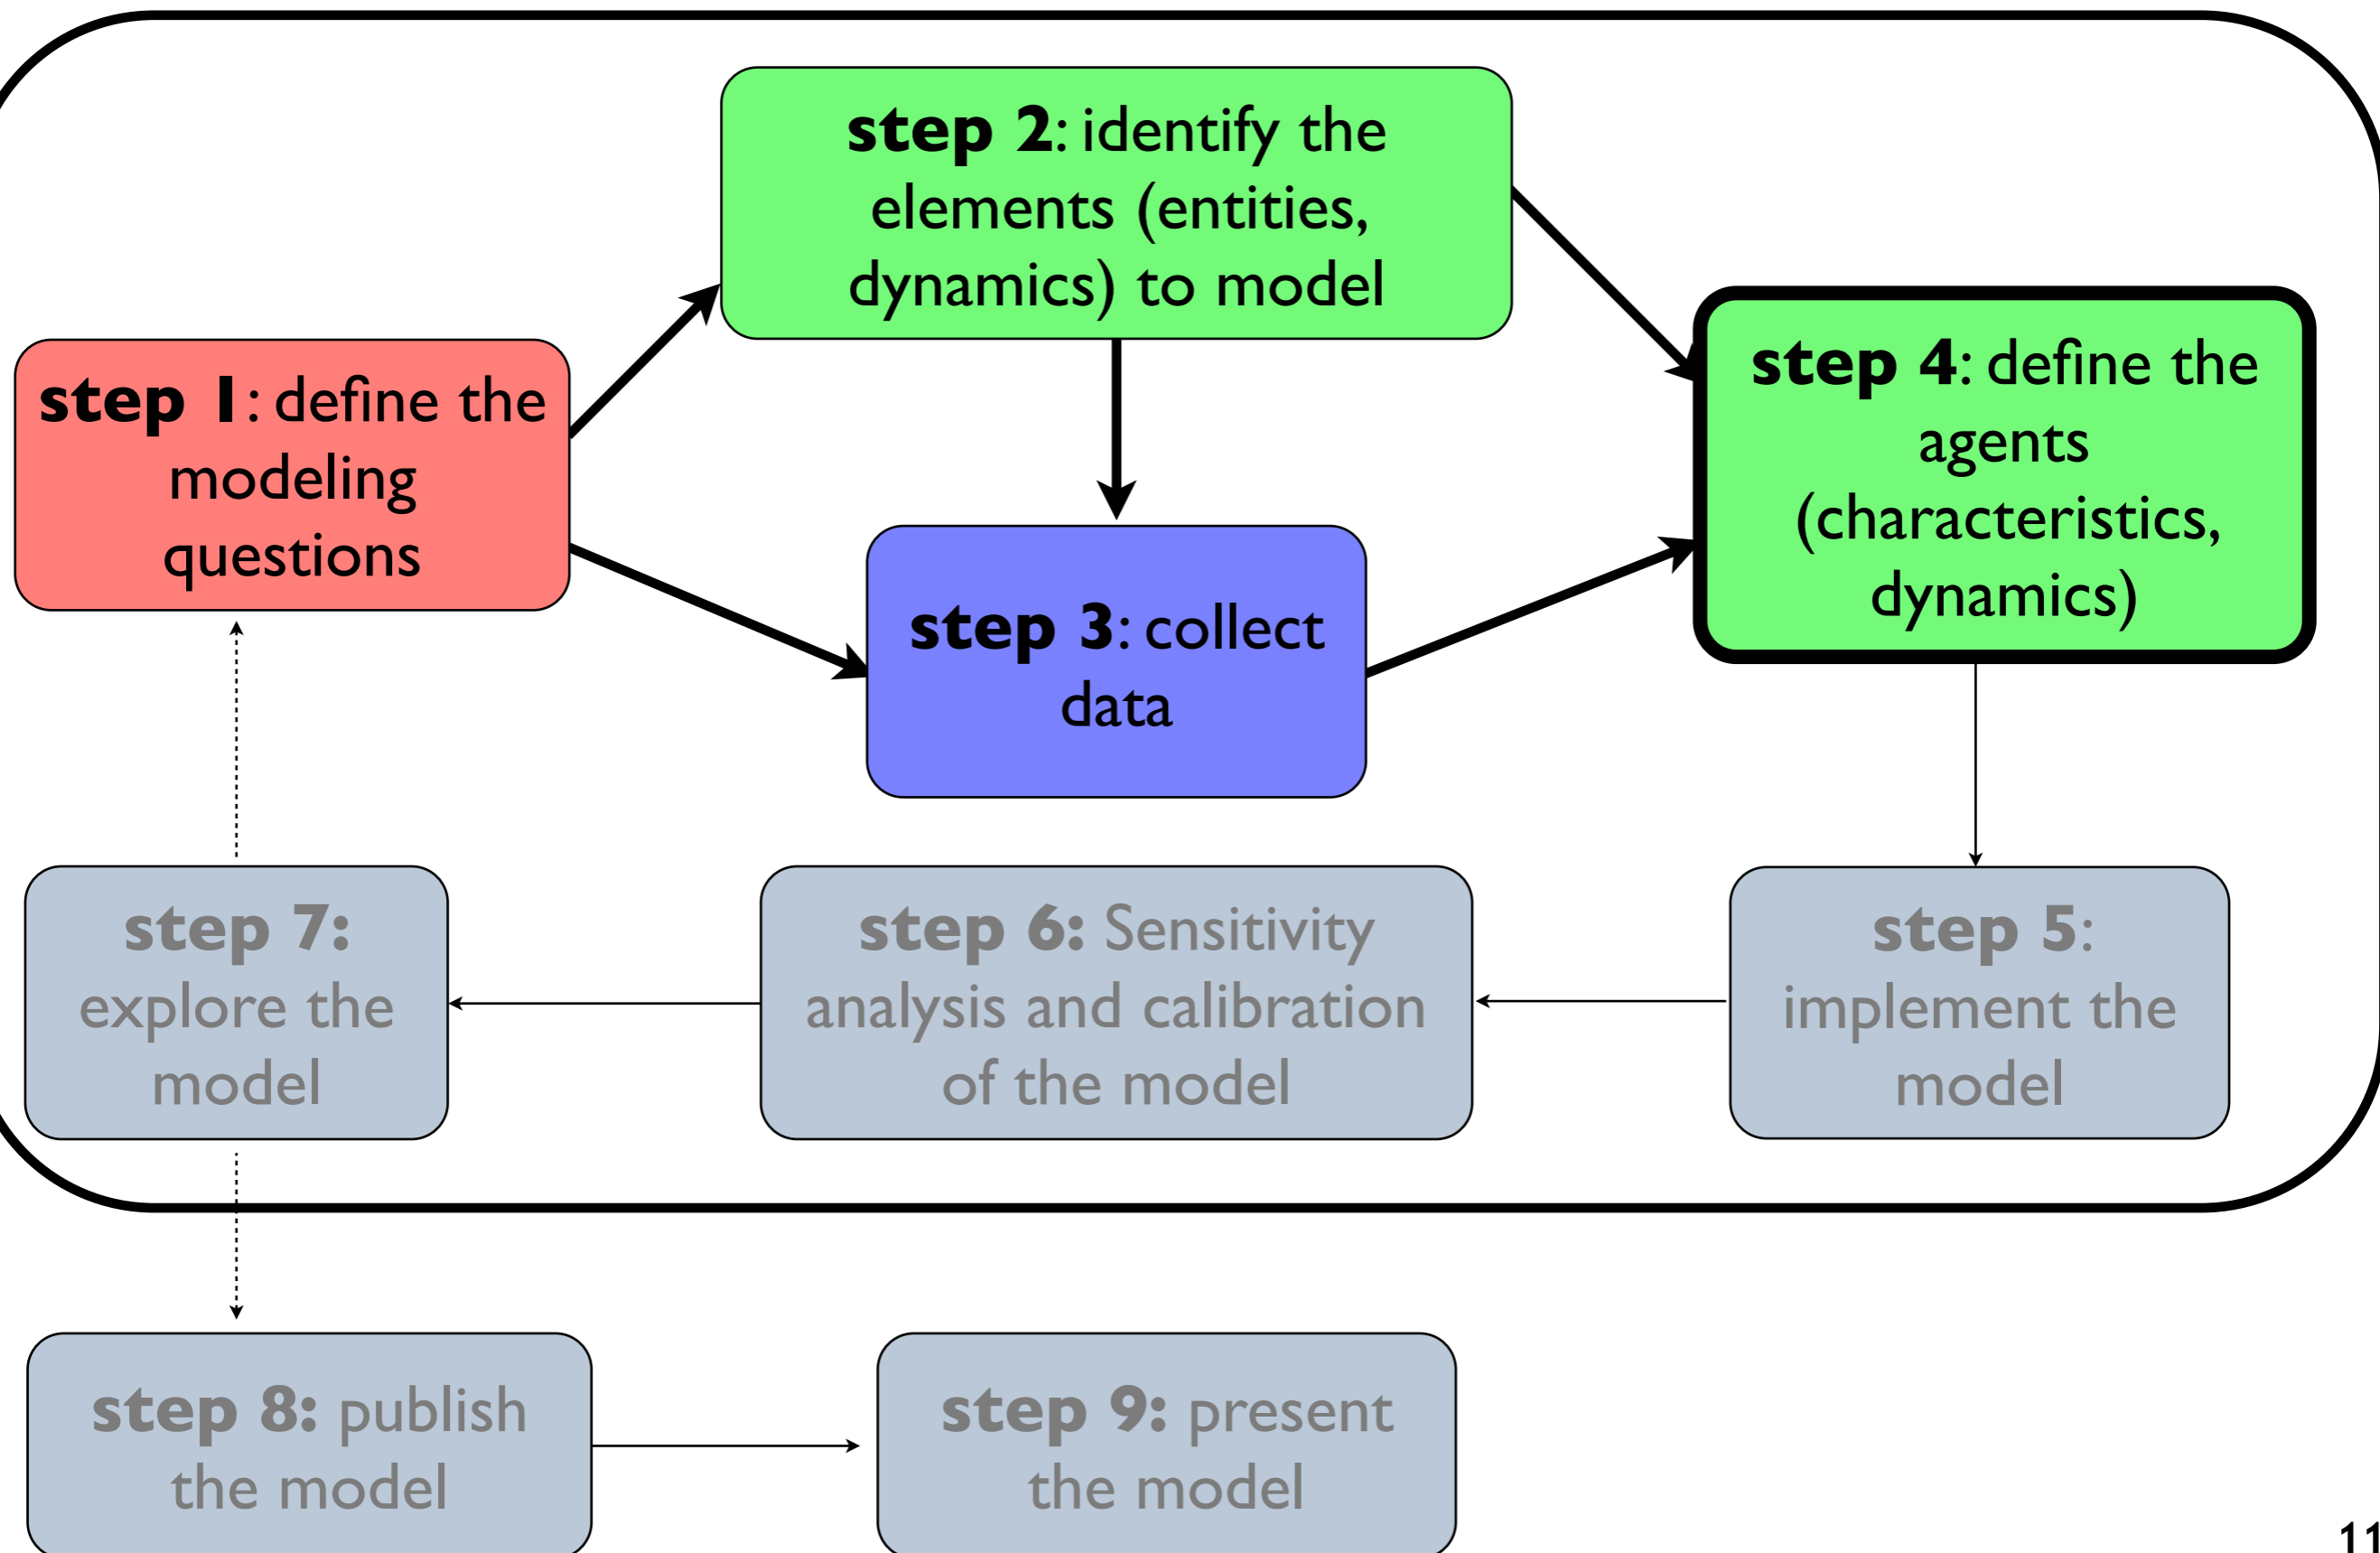 step 1: define the
modeling
questions
step 2: identify the
elements (entities,
dynamics) to model
step 3: collect
data
step 4: define the
agents
(characteristics,
dynamics)
step 5:
implement the
model
step 6: Sensitivity
analysis and calibration
of the model
step 7:
explore the
model
step 8: publish
the model
step 9: present
the model
11